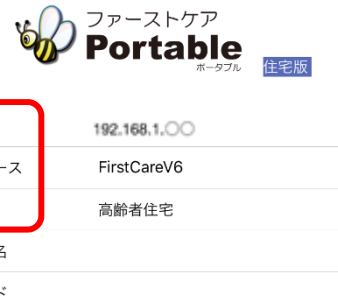 ファーストケア
Portable
ポータブル 住宅版
192.168.1.○○
ース FirstCareV6
高齢者住宅
名
ド